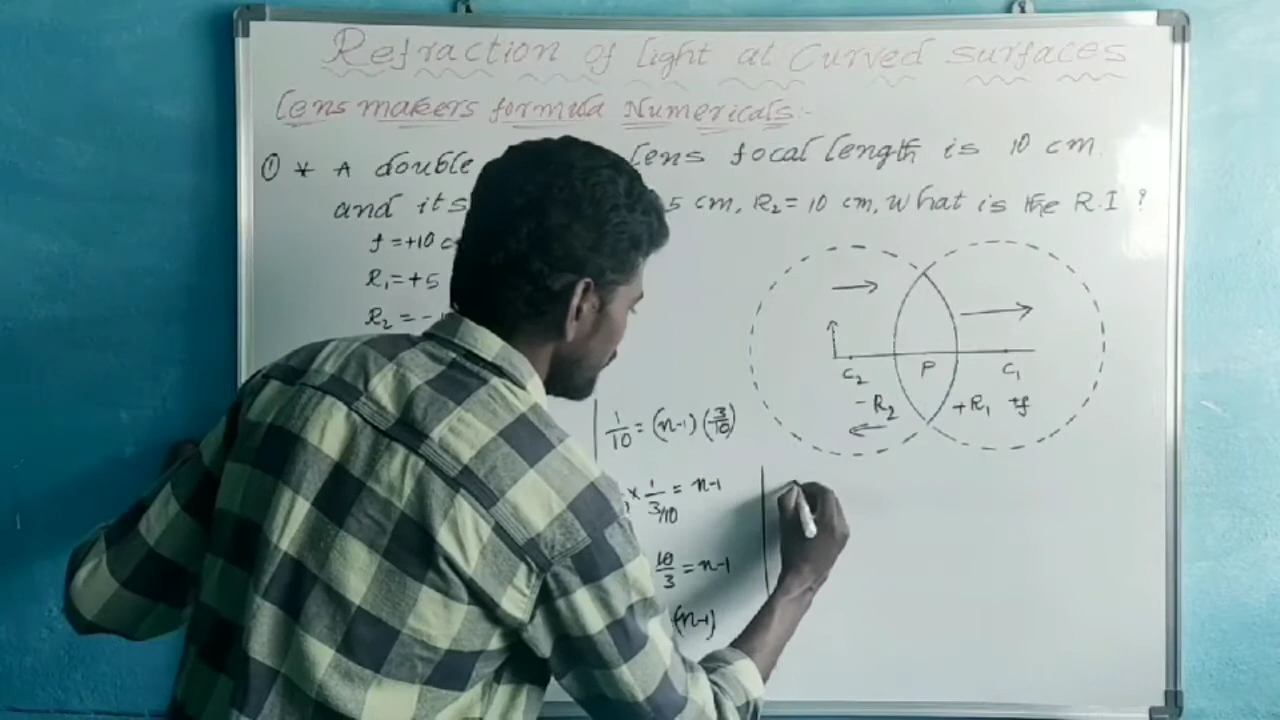 Refraction of light at Curved surfaces
lens makers formula Numericals:-
① * A double lens focal length is 10 cm.
and its 5 cm, R₂ = 10 cm, What is the R.I ?
f = +10 c
R₁ = +5
R₂ = -
1/10 = (n-1) (3/10)
× 1/3/10 = n-1
10/3 = n-1
(n-1)
C₂
P
C₁
-R₂
+R₁
+f